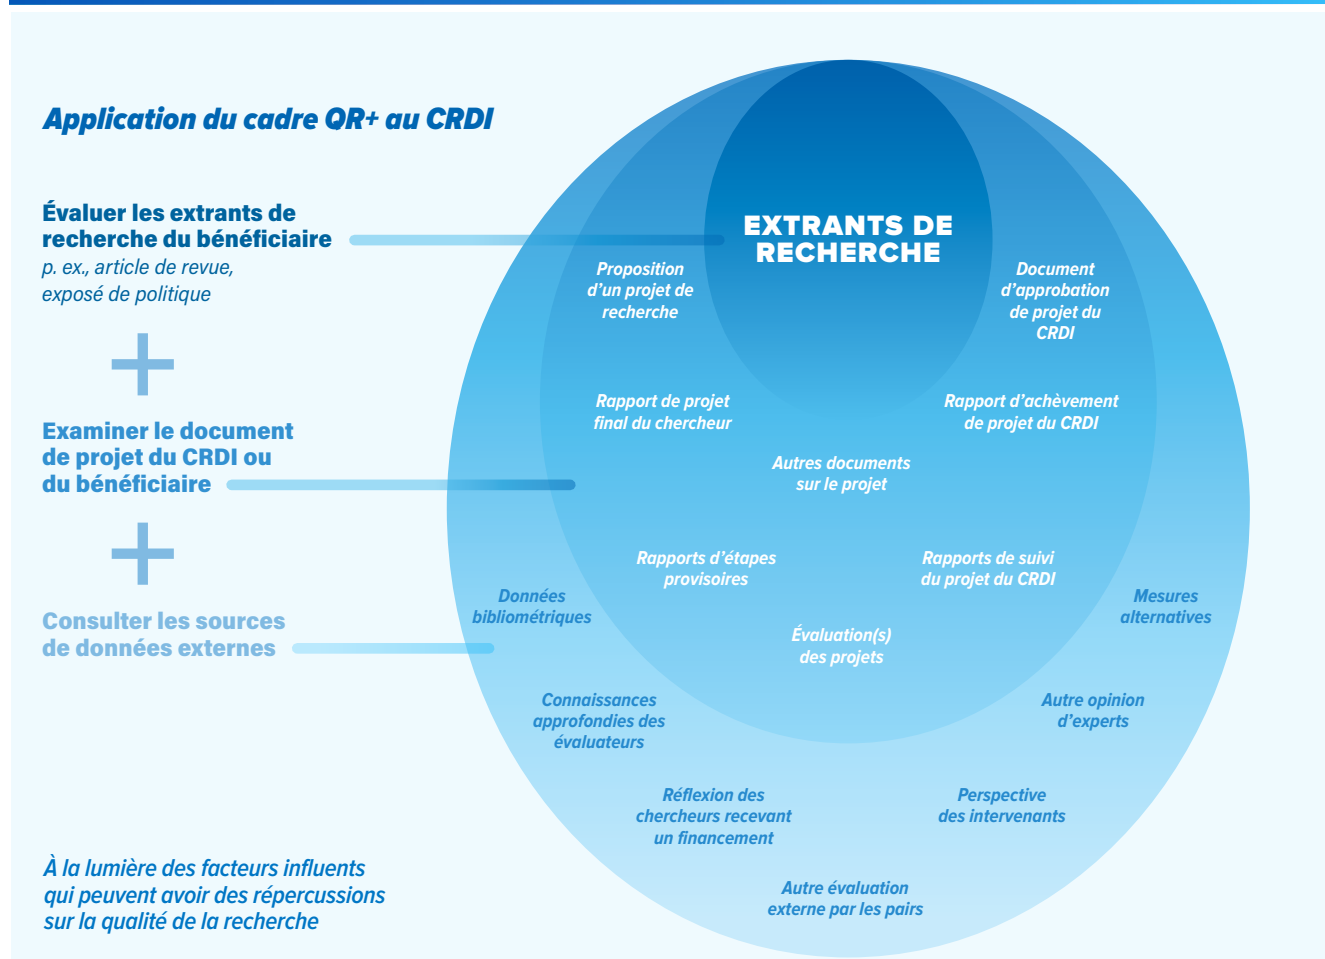 Application du cadre QR+ au CRDI
Évaluer les extrants de
recherche du bénéficiaire
p. ex., article de revue,
exposé de politique
+
Examiner le document
de projet du CRDI ou
du bénéficiaire
+
Consulter les sources
de données externes
À la lumière des facteurs influents
qui peuvent avoir des répercussions
sur la qualité de la recherche
EXTRANTS DE
RECHERCHE
Proposition
d’un projet de
recherche
Document
d’approbation
de projet du
CRDI
Rapport de projet
final du chercheur
Rapport d’achèvement
de projet du CRDI
Autres documents
sur le projet
Rapports d’étapes
provisoires
Rapports de suivi
du projet du CRDI
Évaluation(s)
des projets
Données
bibliométriques
Mesures
alternatives
Connaissances
approfondies des
évaluateurs
Autre opinion
d’experts
Réflexion des
chercheurs recevant
un financement
Perspective
des intervenants
Autre évaluation
externe par les pairs